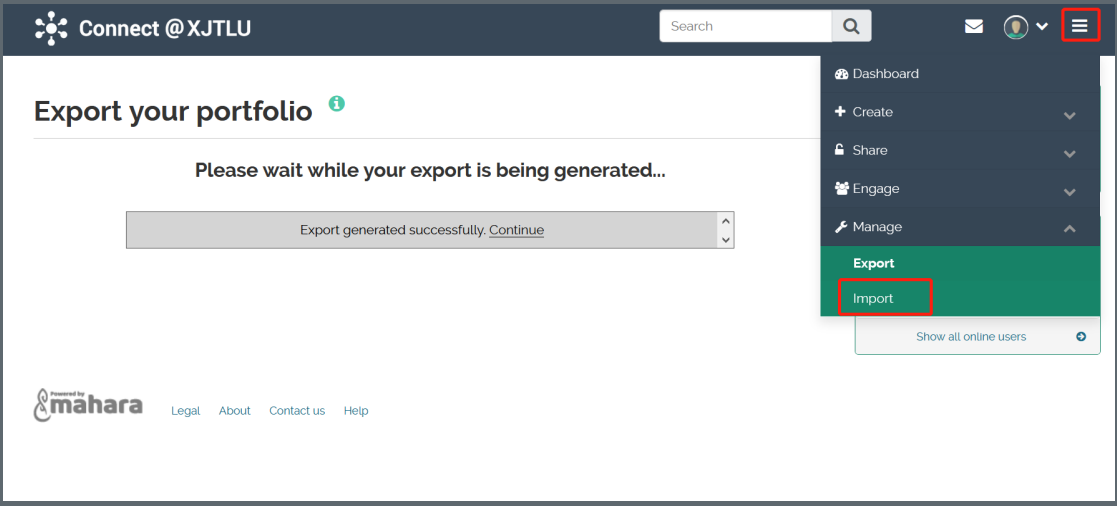 Connect @ XJTLU
Search
Export your portfolio
Please wait while your export is being generated...
Export generated successfully. Continue
Dashboard
Create
Share
Engage
Manage
Export
Import
Show all online users
Powered by
mahara
Legal About Contact us Help